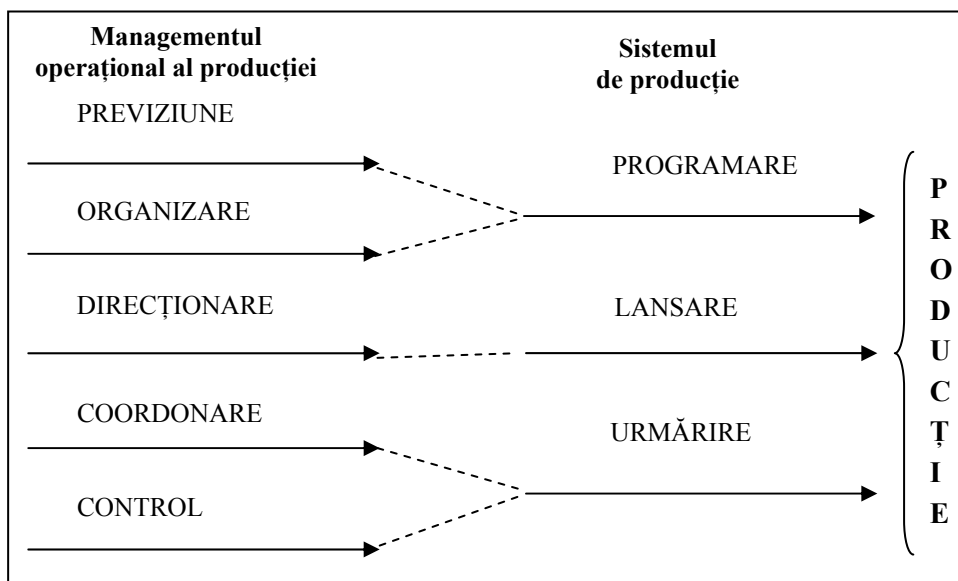 Managementul
operațional al producției
Sistemul
de producție
PREVIZIUNE
PROGRAMARE
ORGANIZARE
DIRECȚIONARE
LANSARE
COORDONARE
URMĂRIRE
CONTROL
P
R
O
D
U
C
Ț
I
E